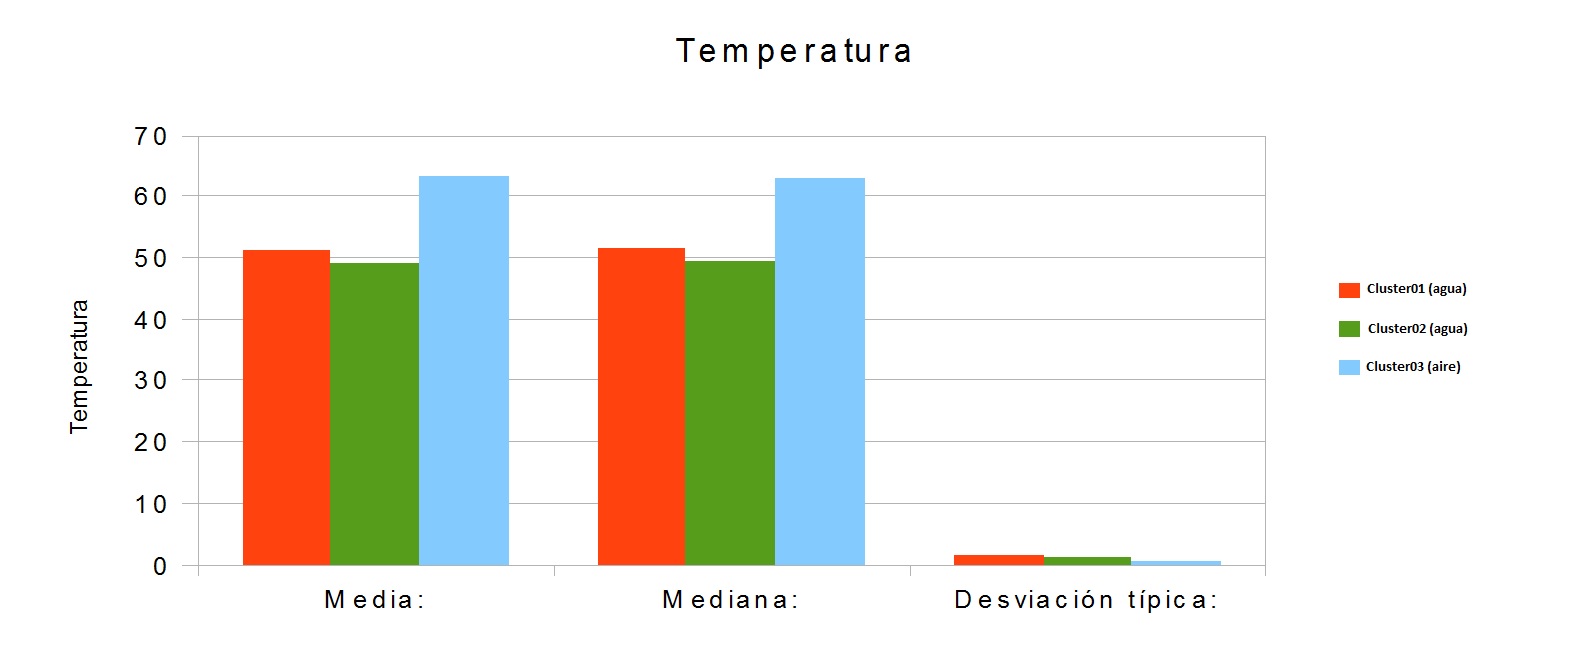 Temperatura
70
60
50
40
30
20
10
0
Temperatura
Media:
Mediana:
Desviación típica:
Cluster01 (agua)
Cluster02 (agua)
Cluster03 (aire)